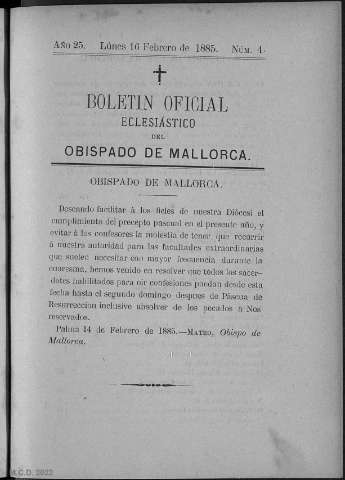 Año 25. Lúnes 16 Febrero de 1885. Núm. 4.
BOLETIN OFICIAL
ECLESIÁSTICO
DEL
OBISPADO DE MALLORCA.
OBISPADO DE MALLORCA.
Deseando facilitar á los fieles de nuestra Diócesi el
cumplimiento del precepto pascual en el presente año, y
evitar á los confesores la molestia de tener que recurrir
á nuestra autoridad para las facultades extraordinarias
que suelen necesitar con mayor frecuencia durante la
cuaresma, hemos venido en resolver que todos los sacer-
dotes habilitados para oir confesiones puedan desde esta
fecha hasta el segundo domingo despues de Páscua de
Resurreccion inclusive absolver de los pecados á Nos
reservados.
Palma 14 de Febrero de 1885.—Mateo, Obispo de
Mallorca.
B.C.D. 2022